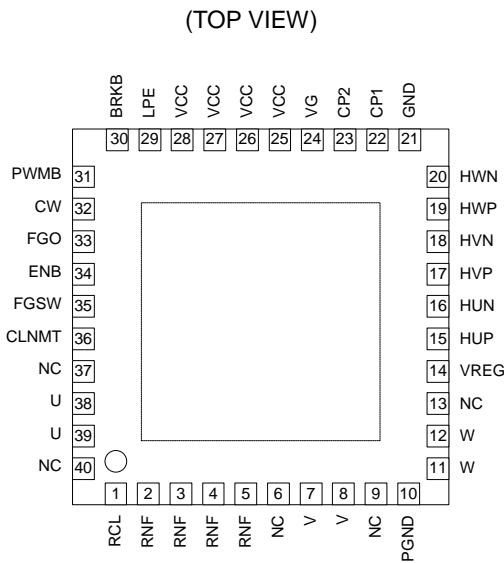 (TOP VIEW)
BRKB LPE VCC VCC VCC VCC VG CP2 CP1 GND
30 29 28 27 26 25 24 23 22 21
PWMB 31 20 HWN
CW 32 19 HWP
FGO 33 18 HVN
ENB 34 17 HVP
FGSW 35 16 HUN
CLNMT 36 15 HUP
NC 37 14 VREG
U 38 13 NC
U 39 12 W
NC 40 11 W
1 2 3 4 5 6 7 8 9 10
RCL RNF RNF RNF RNF NC V V NC PGND